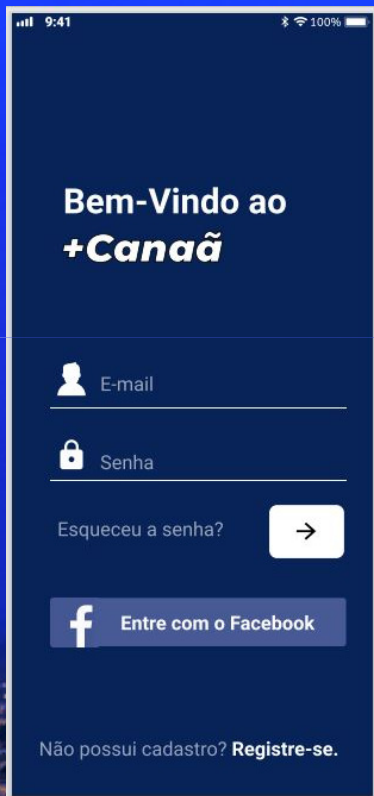 9:41
100%
Bem-Vindo ao
+Canaã
E-mail
Senha
Esqueceu a senha?
f Entre com o Facebook
Não possui cadastro? Registre-se.